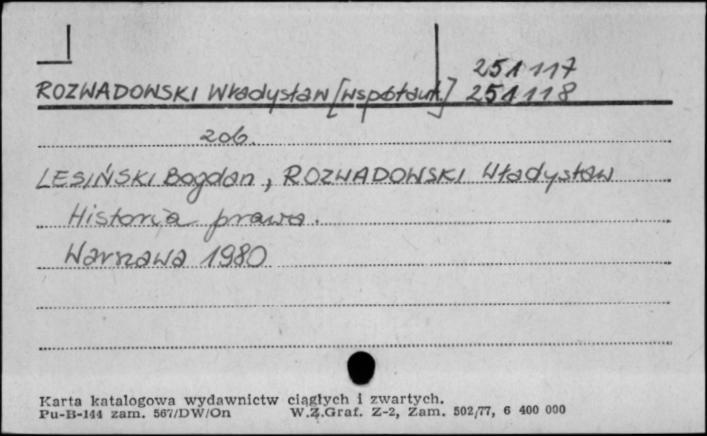 251117
ROZWADOWSKI Władysław [współaut.] 251118
zob.
LESIŃSKI Bogdan, ROZWADOWSKI Władysław
Historia prawa.
Warszawa 1980
Karta katalogowa wydawnictw ciągłych i zwartych.
Pu-B-144 zam. 567/DW/On W.Z.Graf. Z-2, Zam. 502/77, 6 400 000